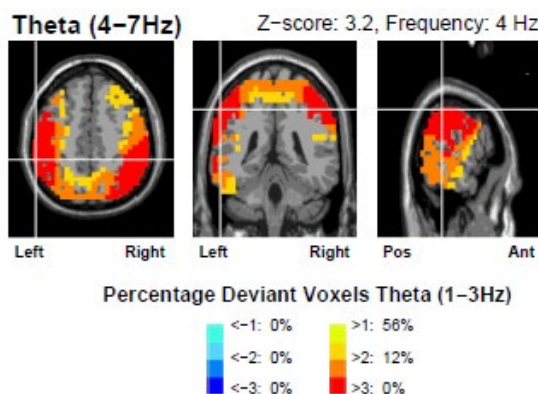 Theta (4-7Hz) Z-score: 3.2, Frequency: 4 Hz
Left Right Left Right Pos Ant
Percentage Deviant Voxels Theta (1-3Hz)
<-1: 0% >1: 56%
<-2: 0% >2: 12%
<-3: 0% >3: 0%